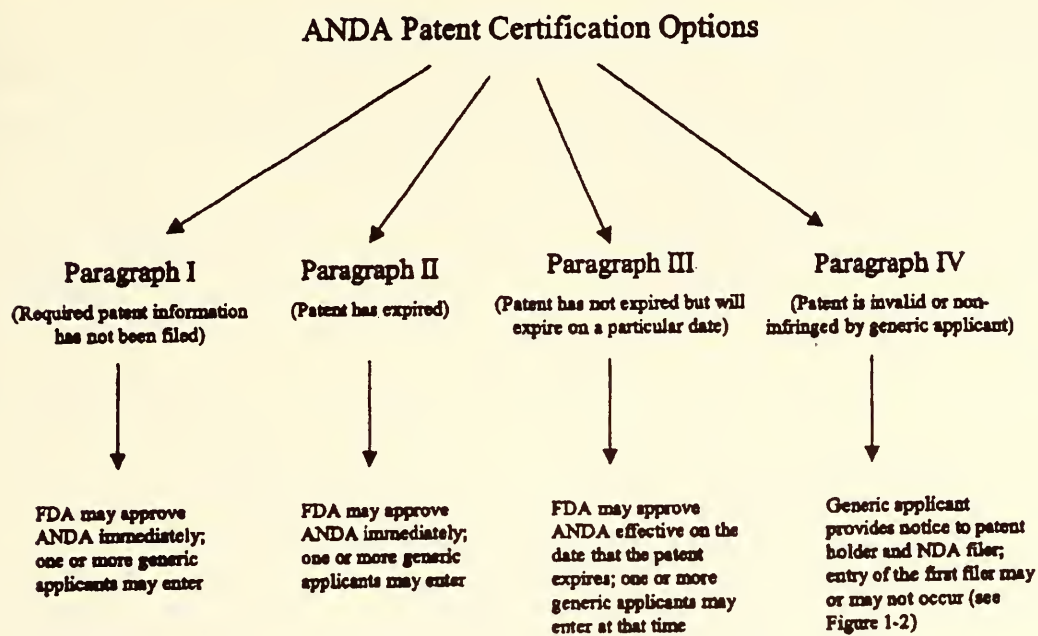 ANDA Patent Certification Options
Paragraph I
(Required patent information
has not been filed)
FDA may approve
ANDA immediately;
one or more generic
applicants may enter
Paragraph II
(Patent has expired)
FDA may approve
ANDA immediately;
one or more generic
applicants may enter
Paragraph III
(Patent has not expired but will
expire on a particular date)
FDA may approve
ANDA effective on the
date that the patent
expires; one or more
generic applicants may
enter at that time
Paragraph IV
(Patent is invalid or non-
infringed by generic applicant)
Generic applicant
provides notice to patent
holder and NDA filer;
entry of the first filer may
or may not occur (see
Figure 1-2)